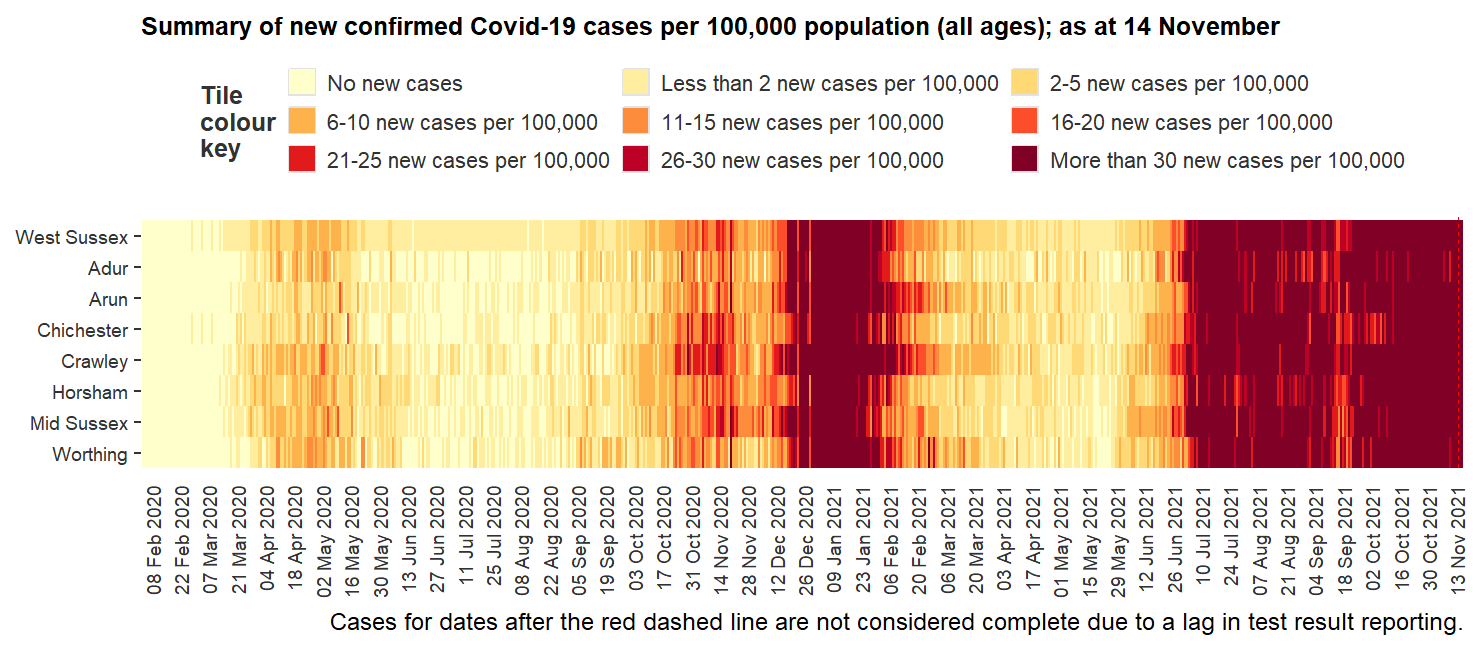 Summary of new confirmed Covid-19 cases per 100,000 population (all ages); as at 14 November
Tile
colour
key
No new cases
Less than 2 new cases per 100,000
2-5 new cases per 100,000
6-10 new cases per 100,000
11-15 new cases per 100,000
16-20 new cases per 100,000
21-25 new cases per 100,000
26-30 new cases per 100,000
More than 30 new cases per 100,000
West Sussex
Adur
Arun
Chichester
Crawley
Horsham
Mid Sussex
Worthing
08 Feb 2020
22 Feb 2020
07 Mar 2020
21 Mar 2020
04 Apr 2020
18 Apr 2020
02 May 2020
16 May 2020
30 May 2020
13 Jun 2020
27 Jun 2020
11 Jul 2020
25 Jul 2020
08 Aug 2020
22 Aug 2020
05 Sep 2020
19 Sep 2020
03 Oct 2020
17 Oct 2020
31 Oct 2020
14 Nov 2020
28 Nov 2020
12 Dec 2020
26 Dec 2020
09 Jan 2021
23 Jan 2021
06 Feb 2021
20 Feb 2021
06 Mar 2021
20 Mar 2021
03 Apr 2021
17 Apr 2021
01 May 2021
15 May 2021
29 May 2021
12 Jun 2021
26 Jun 2021
10 Jul 2021
24 Jul 2021
07 Aug 2021
21 Aug 2021
04 Sep 2021
18 Sep 2021
02 Oct 2021
16 Oct 2021
30 Oct 2021
13 Nov 2021
Cases for dates after the red dashed line are not considered complete due to a lag in test result reporting.